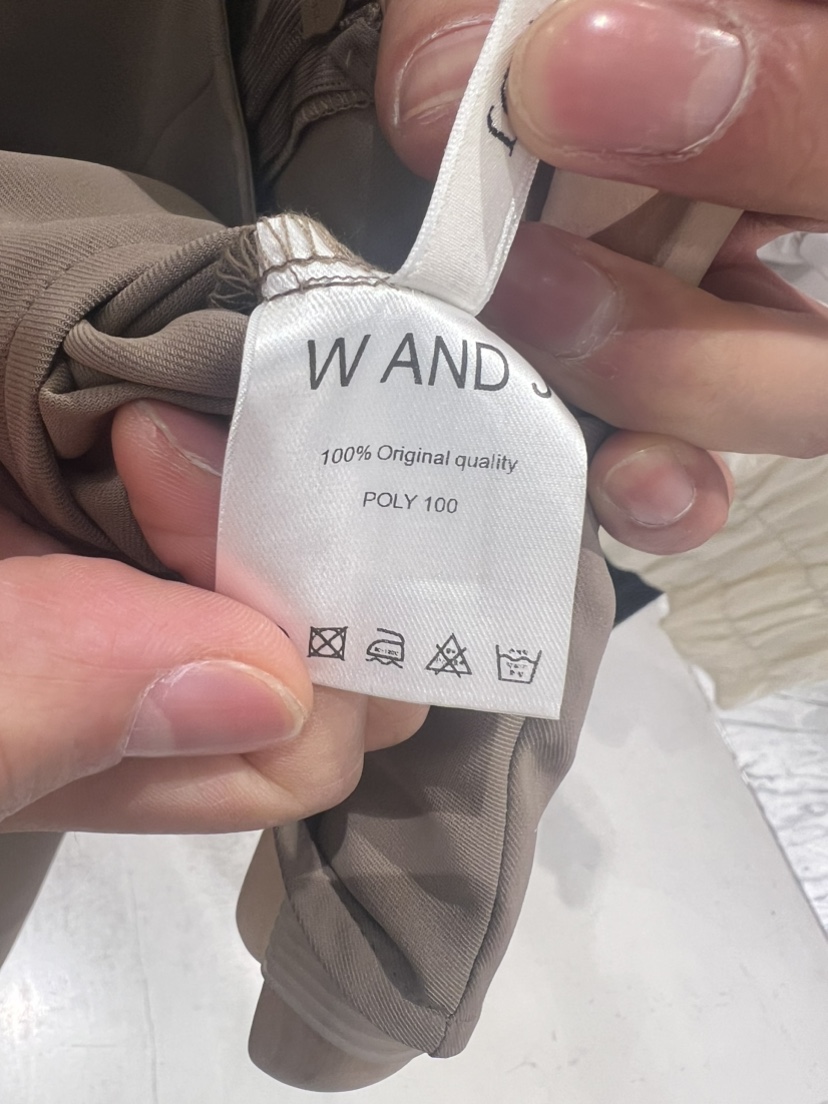 W AND
100% Original quality
POLY 100